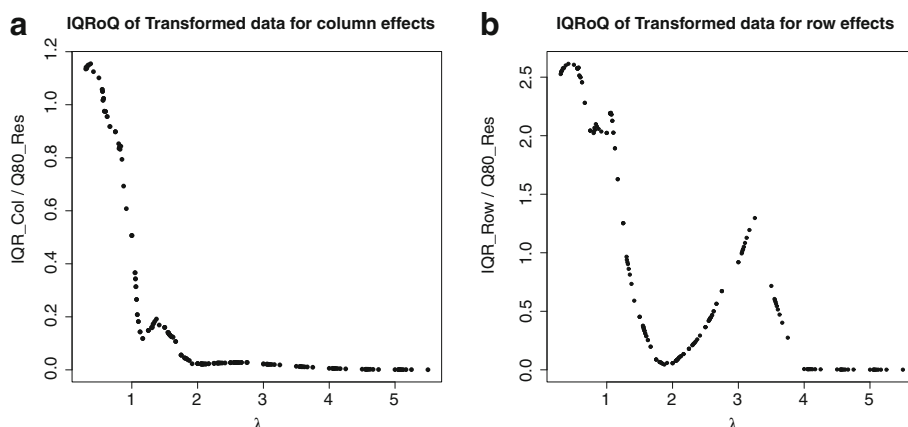 a IQRoQ of Transformed data for column effects
IQR_Col / Q80_Res
1.2
1.0
0.8
0.6
0.4
0.2
0.0
1 2 3 4 5
λ
b IQRoQ of Transformed data for row effects
IQR_Row / Q80_Res
2.5
2.0
1.5
1.0
0.5
0.0
1 2 3 4 5
λ